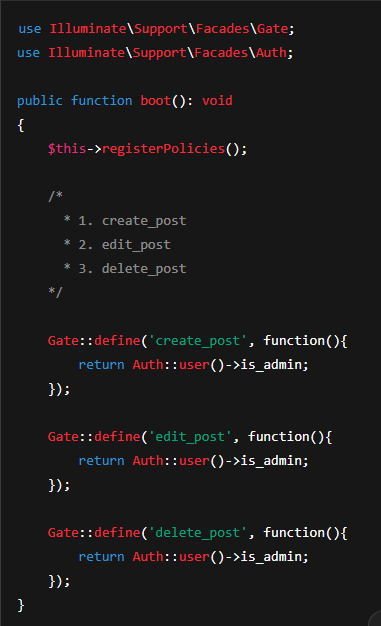 use Illuminate\Support\Facades\Gate;
use Illuminate\Support\Facades\Auth;
public function boot(): void
{
$this->registerPolicies();
/*
* 1. create_post
* 2. edit_post
* 3. delete_post
*/
Gate::define('create_post', function(){
return Auth::user()->is_admin;
});
Gate::define('edit_post', function(){
return Auth::user()->is_admin;
});
Gate::define('delete_post', function(){
return Auth::user()->is_admin;
});
}